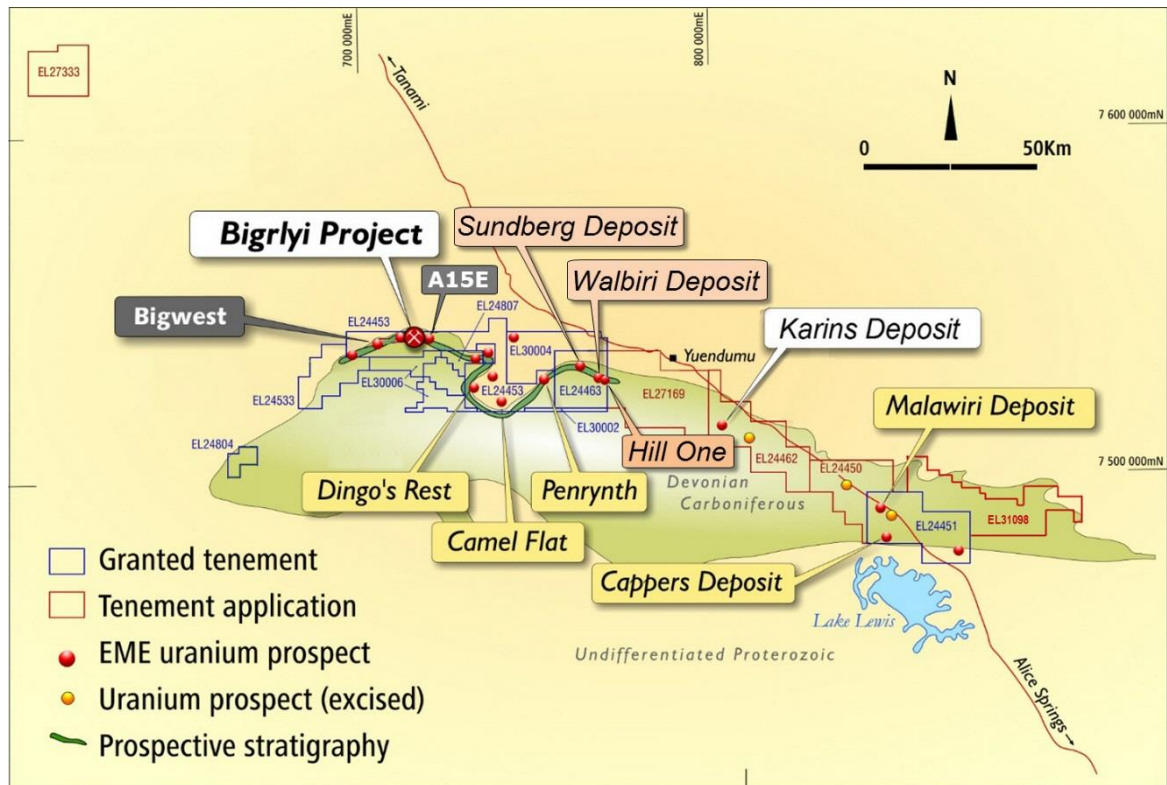 700 000mE
800 000mE
EL27333
←Tanami
N
7 600 000mN
0 50Km
Bigrlyi Project
Sundberg Deposit
A15E
Walbiri Deposit
Bigwest
EL24453
EL24807
EL30004
Karins Deposit
Yuendumu
EL30006
EL24453
EL24463
EL27169
EL24533
EL30002
Malawiri Deposit
EL24804
Hill One
EL24462
EL24450
7 500 000mN
Dingo's Rest
Penrynth
Devonian
Carboniferous
EL24451
EL31098
Camel Flat
Cappers Deposit
Granted tenement
Tenement application
Lake Lewis
EME uranium prospect
Undifferentiated Proterozoic
Uranium prospect (excised)
Alice Springs→
Prospective stratigraphy